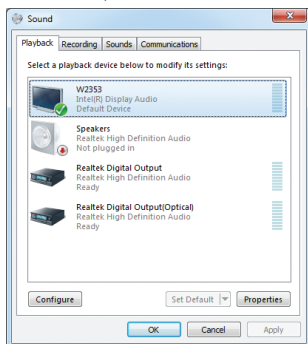 Sound
Playback
Recording
Sounds
Communications
Select a playback device below to modify its settings:
W2353
Intel(R) Display Audio
Default Device
Speakers
Realtek High Definition Audio
Not plugged in
Realtek Digital Output
Realtek High Definition Audio
Ready
Realtek Digital Output(Optical)
Realtek High Definition Audio
Ready
Configure
Set Default
Properties
OK
Cancel
Apply